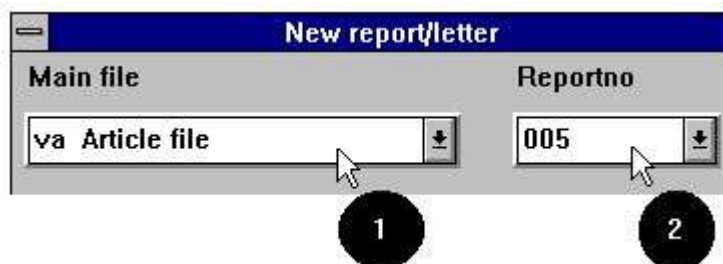 New report/letter
Main file Reportno
va Article file 005
1 2